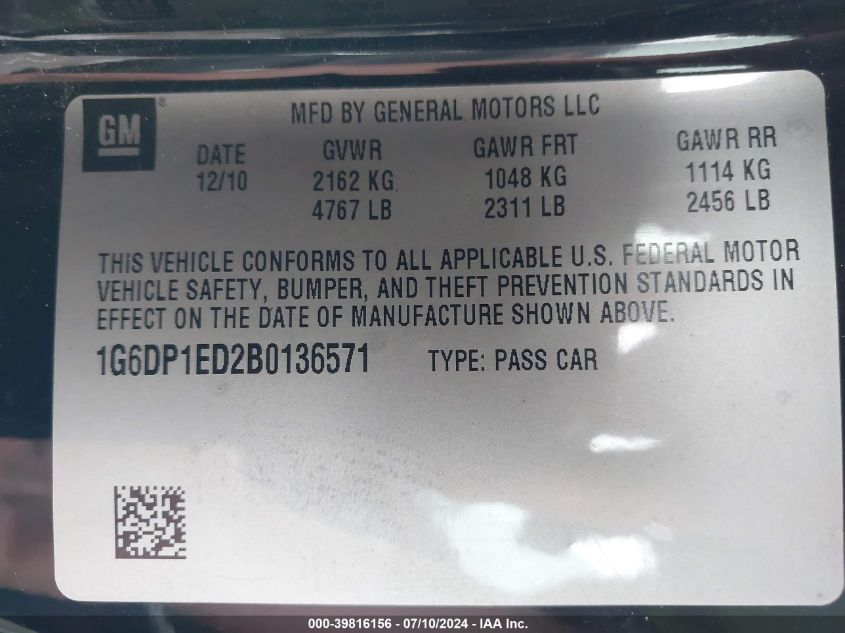 GM ®
MFD BY GENERAL MOTORS LLC
DATE GVWR GAWR FRT GAWR RR
12/10 2162 KG 1048 KG 1114 KG
4767 LB 2311 LB 2456 LB
THIS VEHICLE CONFORMS TO ALL APPLICABLE U.S. FEDERAL MOTOR
VEHICLE SAFETY, BUMPER, AND THEFT PREVENTION STANDARDS IN
EFFECT ON THE DATE OF MANUFACTURE SHOWN ABOVE.
1G6DP1ED2B0136571 TYPE: PASS CAR
000-39816156 - 07/10/2024 - IAA Inc.